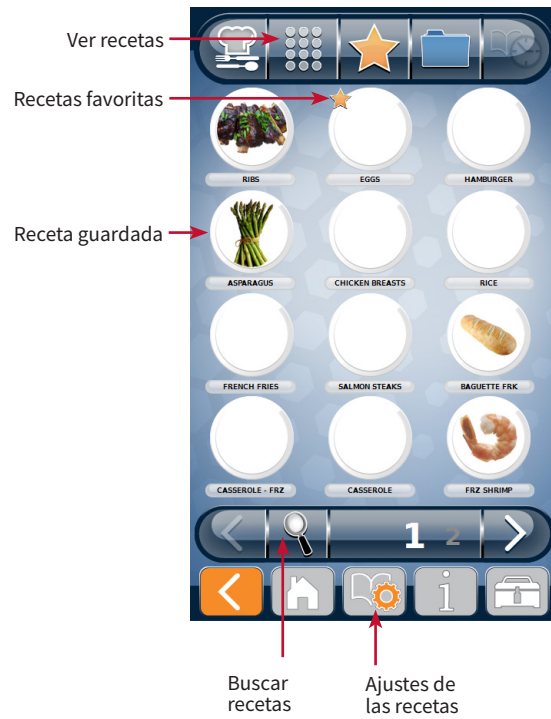 Ver recetas
Recetas favoritas
RIBS
EGGS
HAMBURGER
Receta guardada
ASPARAGUS
CHICKEN BREASTS
RICE
FRENCH FRIES
SALMON STEAKS
BAGUETTE FRK
CASSEROLE - FRZ
CASSEROLE
FRZ SHRIMP
1 2
i
Buscar
recetas
Ajustes de
las recetas